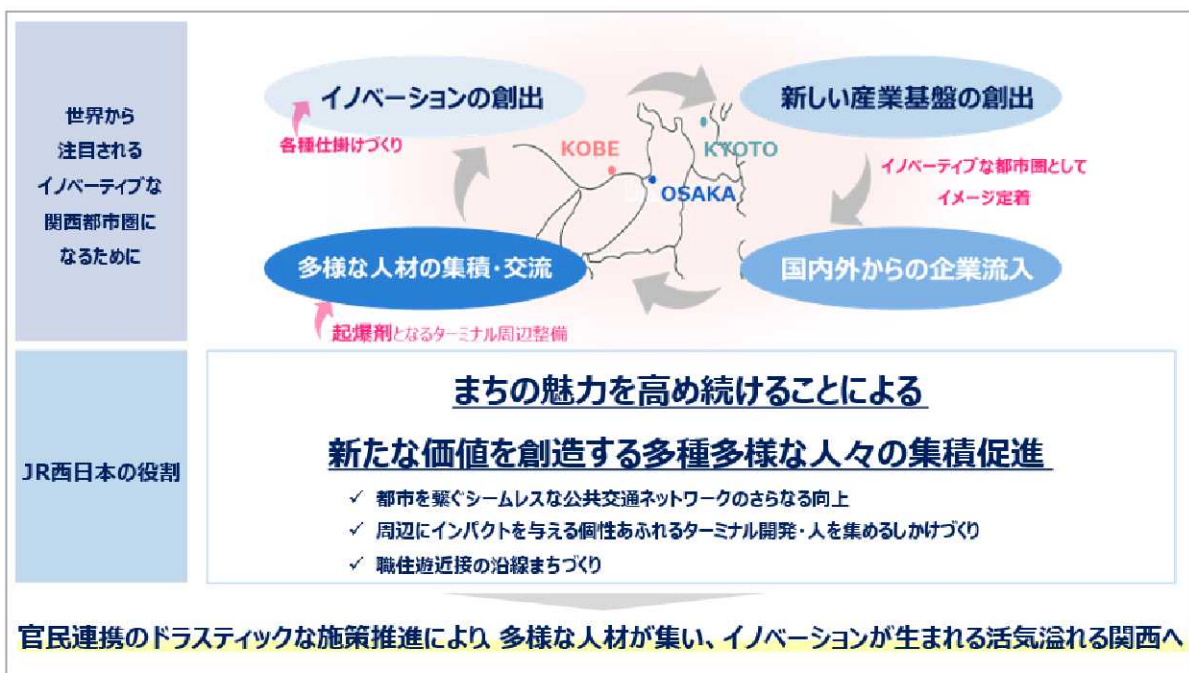 世界から
注目される
イノベーティブな
関西都市圏に
なるために
イノベーションの創出
新しい産業基盤の創出
各種仕掛けづくり
KOBE
KYOTO
OSAKA
イノベーティブな都市圏として
イメージ定着
多様な人材の集積・交流
国内外からの企業流入
起爆剤となるターミナル周辺整備
JR西日本の役割
まちの魅力を高め続けることによる
新たな価値を創造する多種多様な人々の集積促進
✓ 都市を繋ぐシームレスな公共交通ネットワークのさらなる向上
✓ 周辺にインパクトを与える個性あふれるターミナル開発・人を集めるしかけづくり
✓ 職住遊近接の沿線まちづくり
官民連携のドラスティックな施策推進により、多様な人材が集い、イノベーションが生まれる活気溢れる関西へ